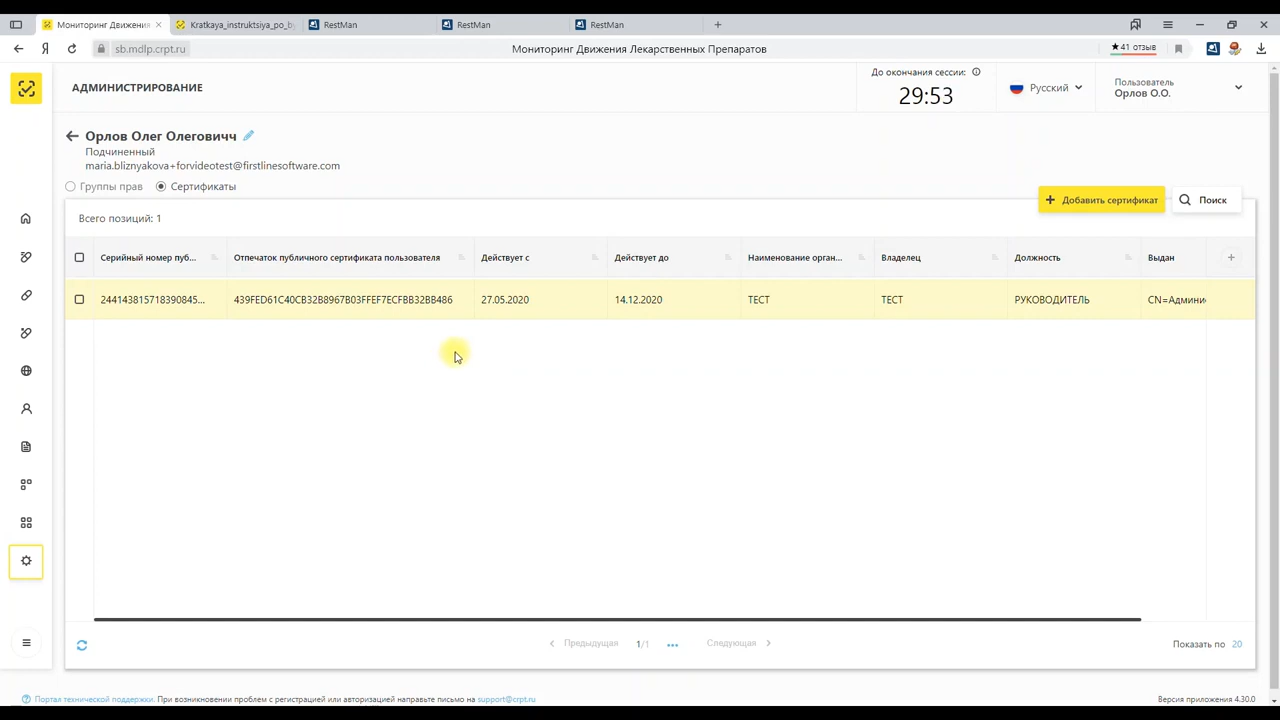 Мониторинг Движения
Kratkaya_instruktsiya_po_by
RestMan
RestMan
RestMan
sb.mdlp.crpt.ru
Мониторинг Движения Лекарственных Препаратов
★41 отзыв
АДМИНИСТРИРОВАНИЕ
До окончания сессии:
29:53
Русский
Пользователь
Орлов О.О.
Орлов Олег Олеговичч
Подчиненный
maria.bliznyakova+forvideotest@firstlinesoftware.com
Группы прав
Сертификаты
Добавить сертификат
Поиск
Всего позиций: 1
Серийный номер пуб... Отпечаток публичного сертификата пользователя Действует с Действует до Наименование орган... Владелец Должность Выдан
244143815718390845... 439FED61C40CB32B8967B03FFEF7ECFBB32BB486 27.05.2020 14.12.2020 ТЕСТ ТЕСТ РУКОВОДИТЕЛЬ CN=Админи
Предыдущая 1/1 ... Следующая
Показать по 20
Портал технической поддержки. При возникновении проблем с регистрацией или авторизацией направьте письмо на support@crpt.ru
Версия приложения 4.30.0